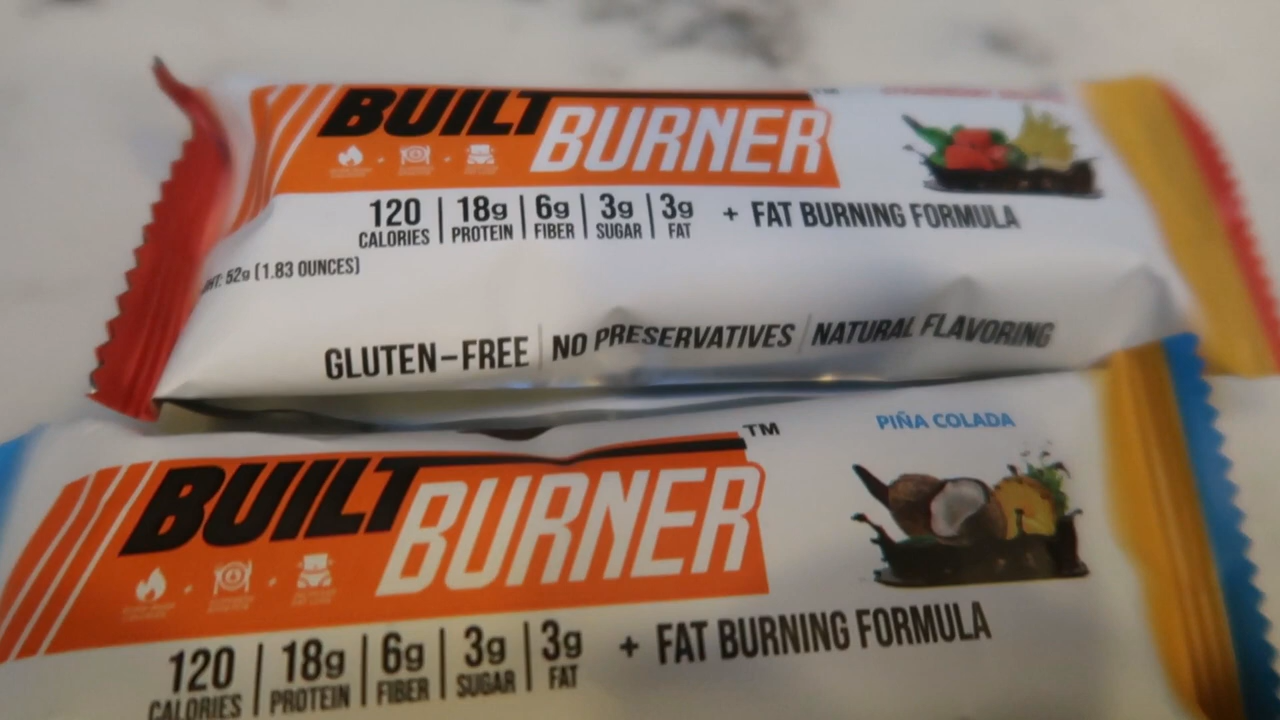 BUILT
BURNER
120 | 18g | 6g | 3g | 3g + FAT BURNING FORMULA
CALORIES PROTEIN FIBER SUGAR FAT
52g (1.83 OUNCES)
GLUTEN-FREE | NO PRESERVATIVES | NATURAL FLAVORING
PIÑA COLADA
BUILT
BURNER™
120 | 18g | 6g | 3g | 3g + FAT BURNING FORMULA
CALORIES PROTEIN FIBER SUGAR FAT